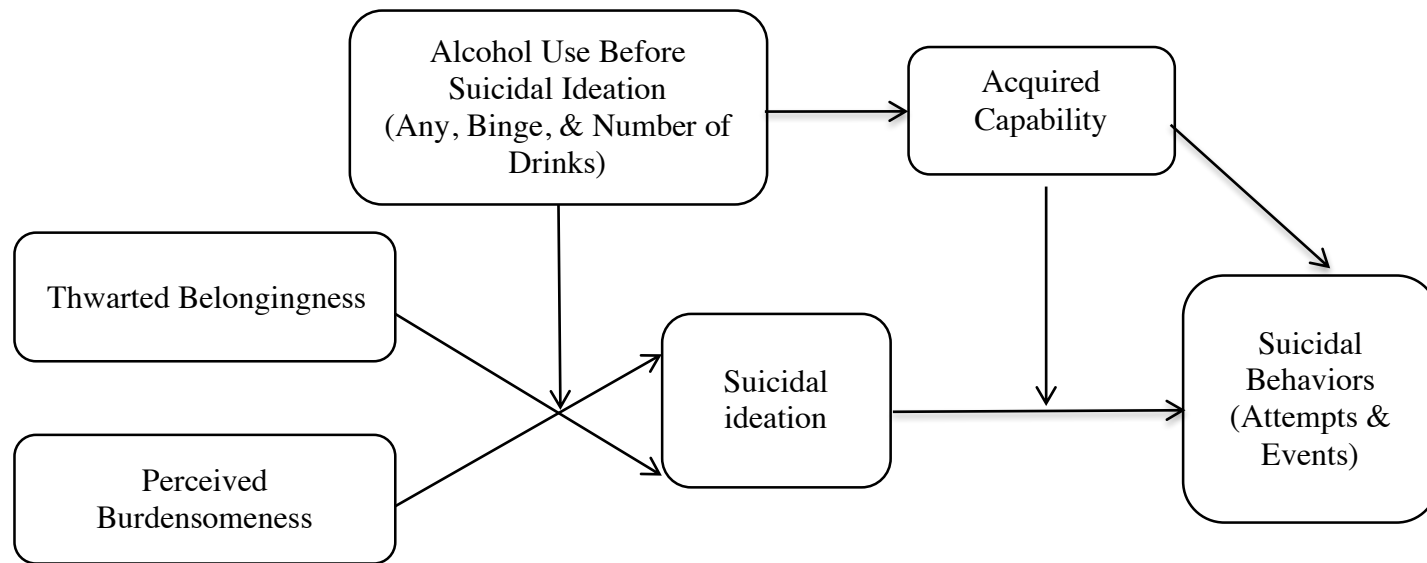 Alcohol Use Before
Suicidal Ideation
(Any, Binge, & Number of
Drinks)
Acquired
Capability
Thwarted Belongingness
Perceived
Burdensomeness
Suicidal
ideation
Suicidal
Behaviors
(Attempts &
Events)